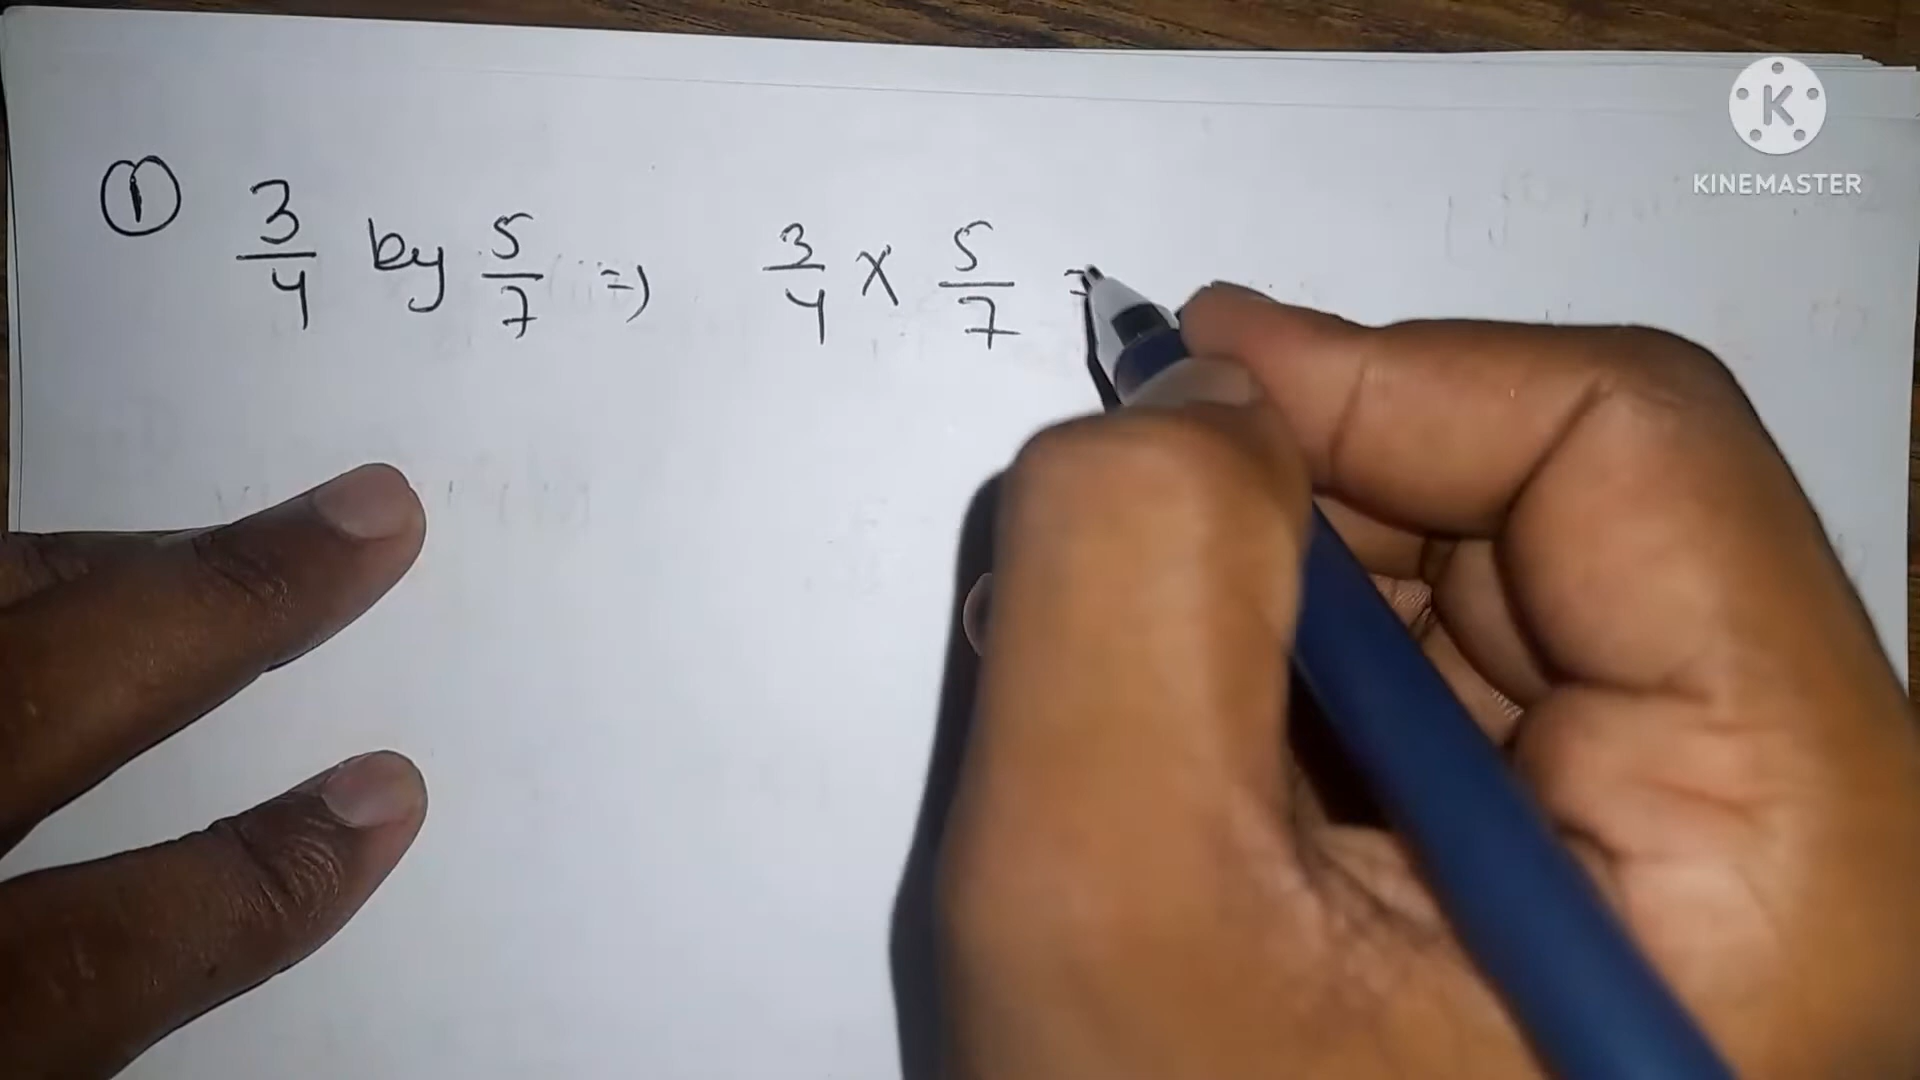 ① 3/4 by 5/7 ⇒ 3/4 × 5/7 =
K
KINEMASTER